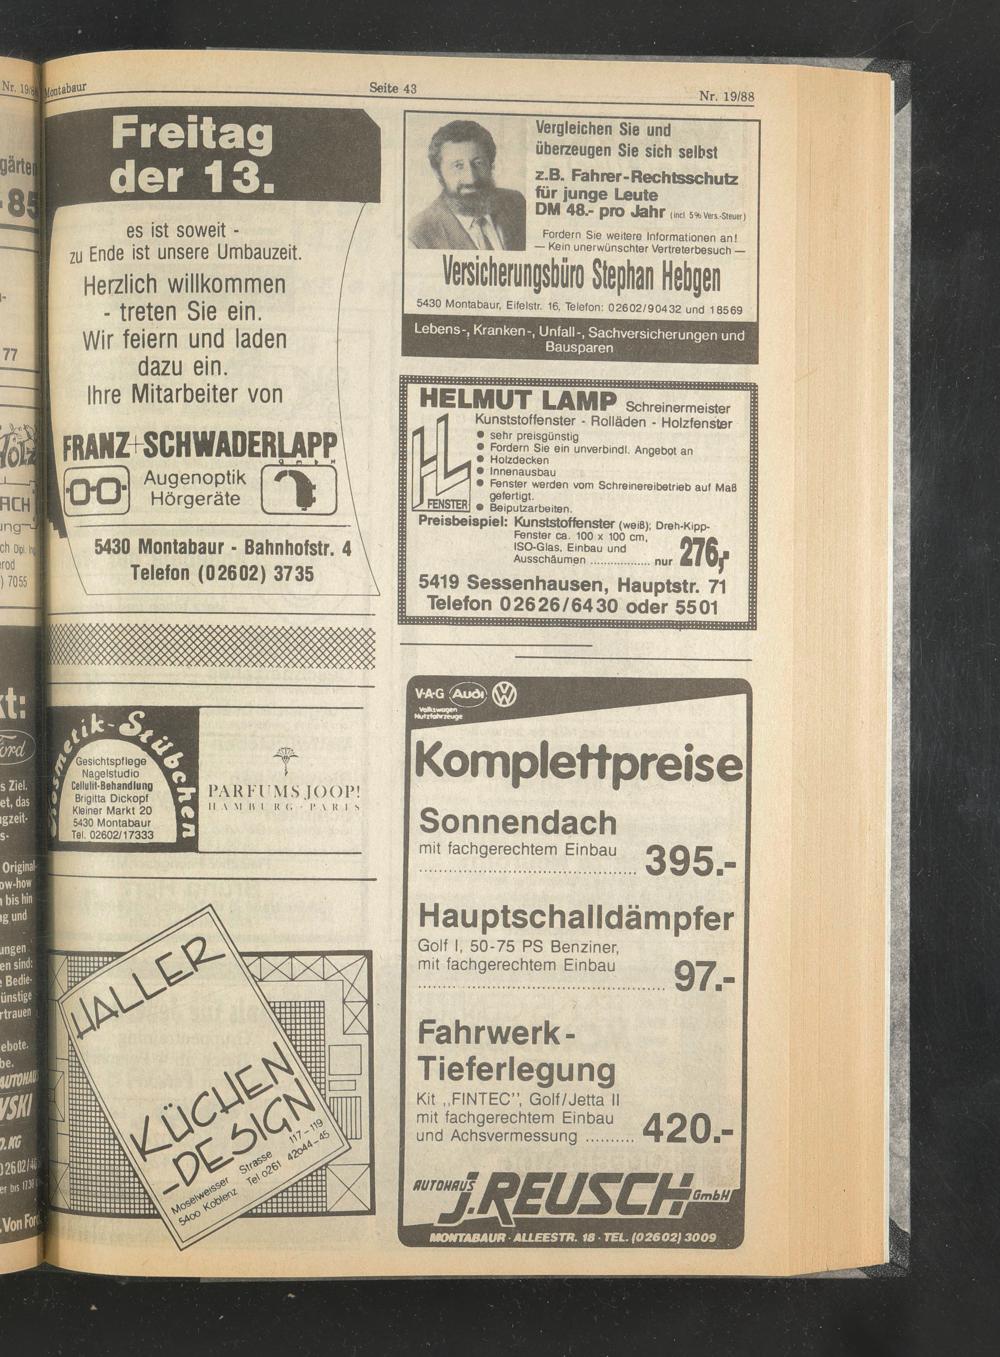 Montabaur
Seite 43
Nr. 19/88
Freitag
der 13.
es ist soweit -
zu Ende ist unsere Umbauzeit.
Herzlich willkommen
- treten Sie ein.
Wir feiern und laden
dazu ein.
Ihre Mitarbeiter von
FRANZ+SCHWADERLAPP
GmbH
Augenoptik
Hörgeräte
5430 Montabaur - Bahnhofstr. 4
Telefon (02602) 3735
Kosmetik-Stübchen
Gesichtspflege
Nagelstudio
Cellulit-Behandlung
Brigitta Dickopf
Kleiner Markt 20
5430 Montabaur
Tel. 02602/17333
PARFUMS JOOP!
HAMBURG · PARIS
HALLER
KÜCHEN
-DESIGN
Moselweisser Strasse 117-119
5400 Koblenz Tel 0261 42044-45
Vergleichen Sie und
überzeugen Sie sich selbst
z.B. Fahrer-Rechtsschutz
für junge Leute
DM 48.- pro Jahr (incl. 5% Vers.-Steuer)
Fordern Sie weitere Informationen an!
— Kein unerwünschter Vertreterbesuch —
Versicherungsbüro Stephan Hebgen
5430 Montabaur, Eifelstr. 16, Telefon: 02602/90432 und 18569
Lebens-, Kranken-, Unfall-, Sachversicherungen und
Bausparen
HELMUT LAMP Schreinermeister
Kunststoffenster - Rolläden - Holzfenster
● sehr preisgünstig
● Fordern Sie ein unverbindl. Angebot an
● Holzdecken
● Innenausbau
● Fenster werden vom Schreinereibetrieb auf Maß
gefertigt.
● Beiputzarbeiten.
HL
FENSTER
Preisbeispiel: Kunststoffenster (weiß); Dreh-Kipp-
Fenster ca. 100 x 100 cm,
ISO-Glas, Einbau und
Ausschäumen .................. nur 276,-
5419 Sessenhausen, Hauptstr. 71
Telefon 02626/6430 oder 5501
V·A·G Audi VW
Volkswagen
Nutzfahrzeuge
Komplettpreise
Sonnendach
mit fachgerechtem Einbau
.................................... 395.-
Hauptschalldämpfer
Golf I, 50-75 PS Benziner,
mit fachgerechtem Einbau
......................................... 97.-
Fahrwerk-
Tieferlegung
Kit „FINTEC”, Golf/Jetta II
mit fachgerechtem Einbau
und Achsvermessung .......... 420.-
AUTOHAUS
J.REUSCH GmbH
MONTABAUR · ALLEESTR. 18 · TEL. (02602) 3009